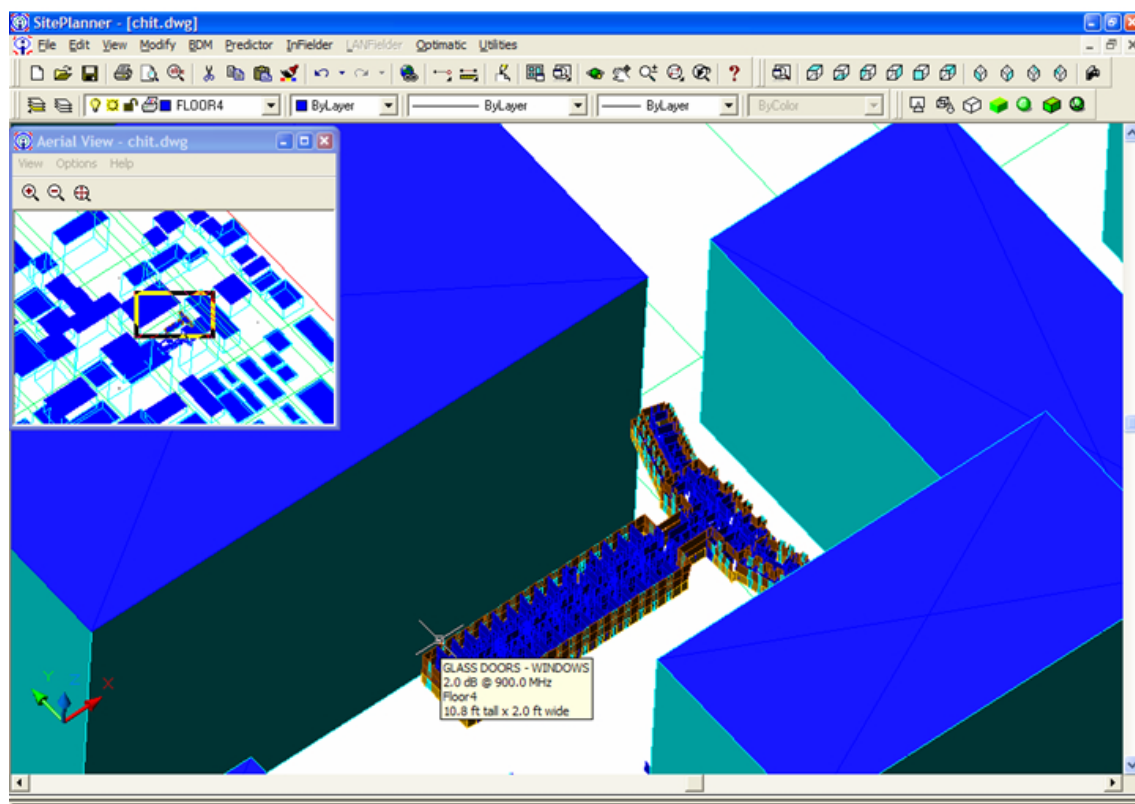 SitePlanner - [chit.dwg]
File Edit View Modify BDM Predictor InFielder LANFielder Optimatic Utilities
FLOOR4 ByLayer ByLayer ByLayer ByColor
Aerial View - chit.dwg
View Options Help
GLASS DOORS - WINDOWS
2.0 dB @ 900.0 MHz
Floor4
10.8 ft tall x 2.0 ft wide
Y Z X